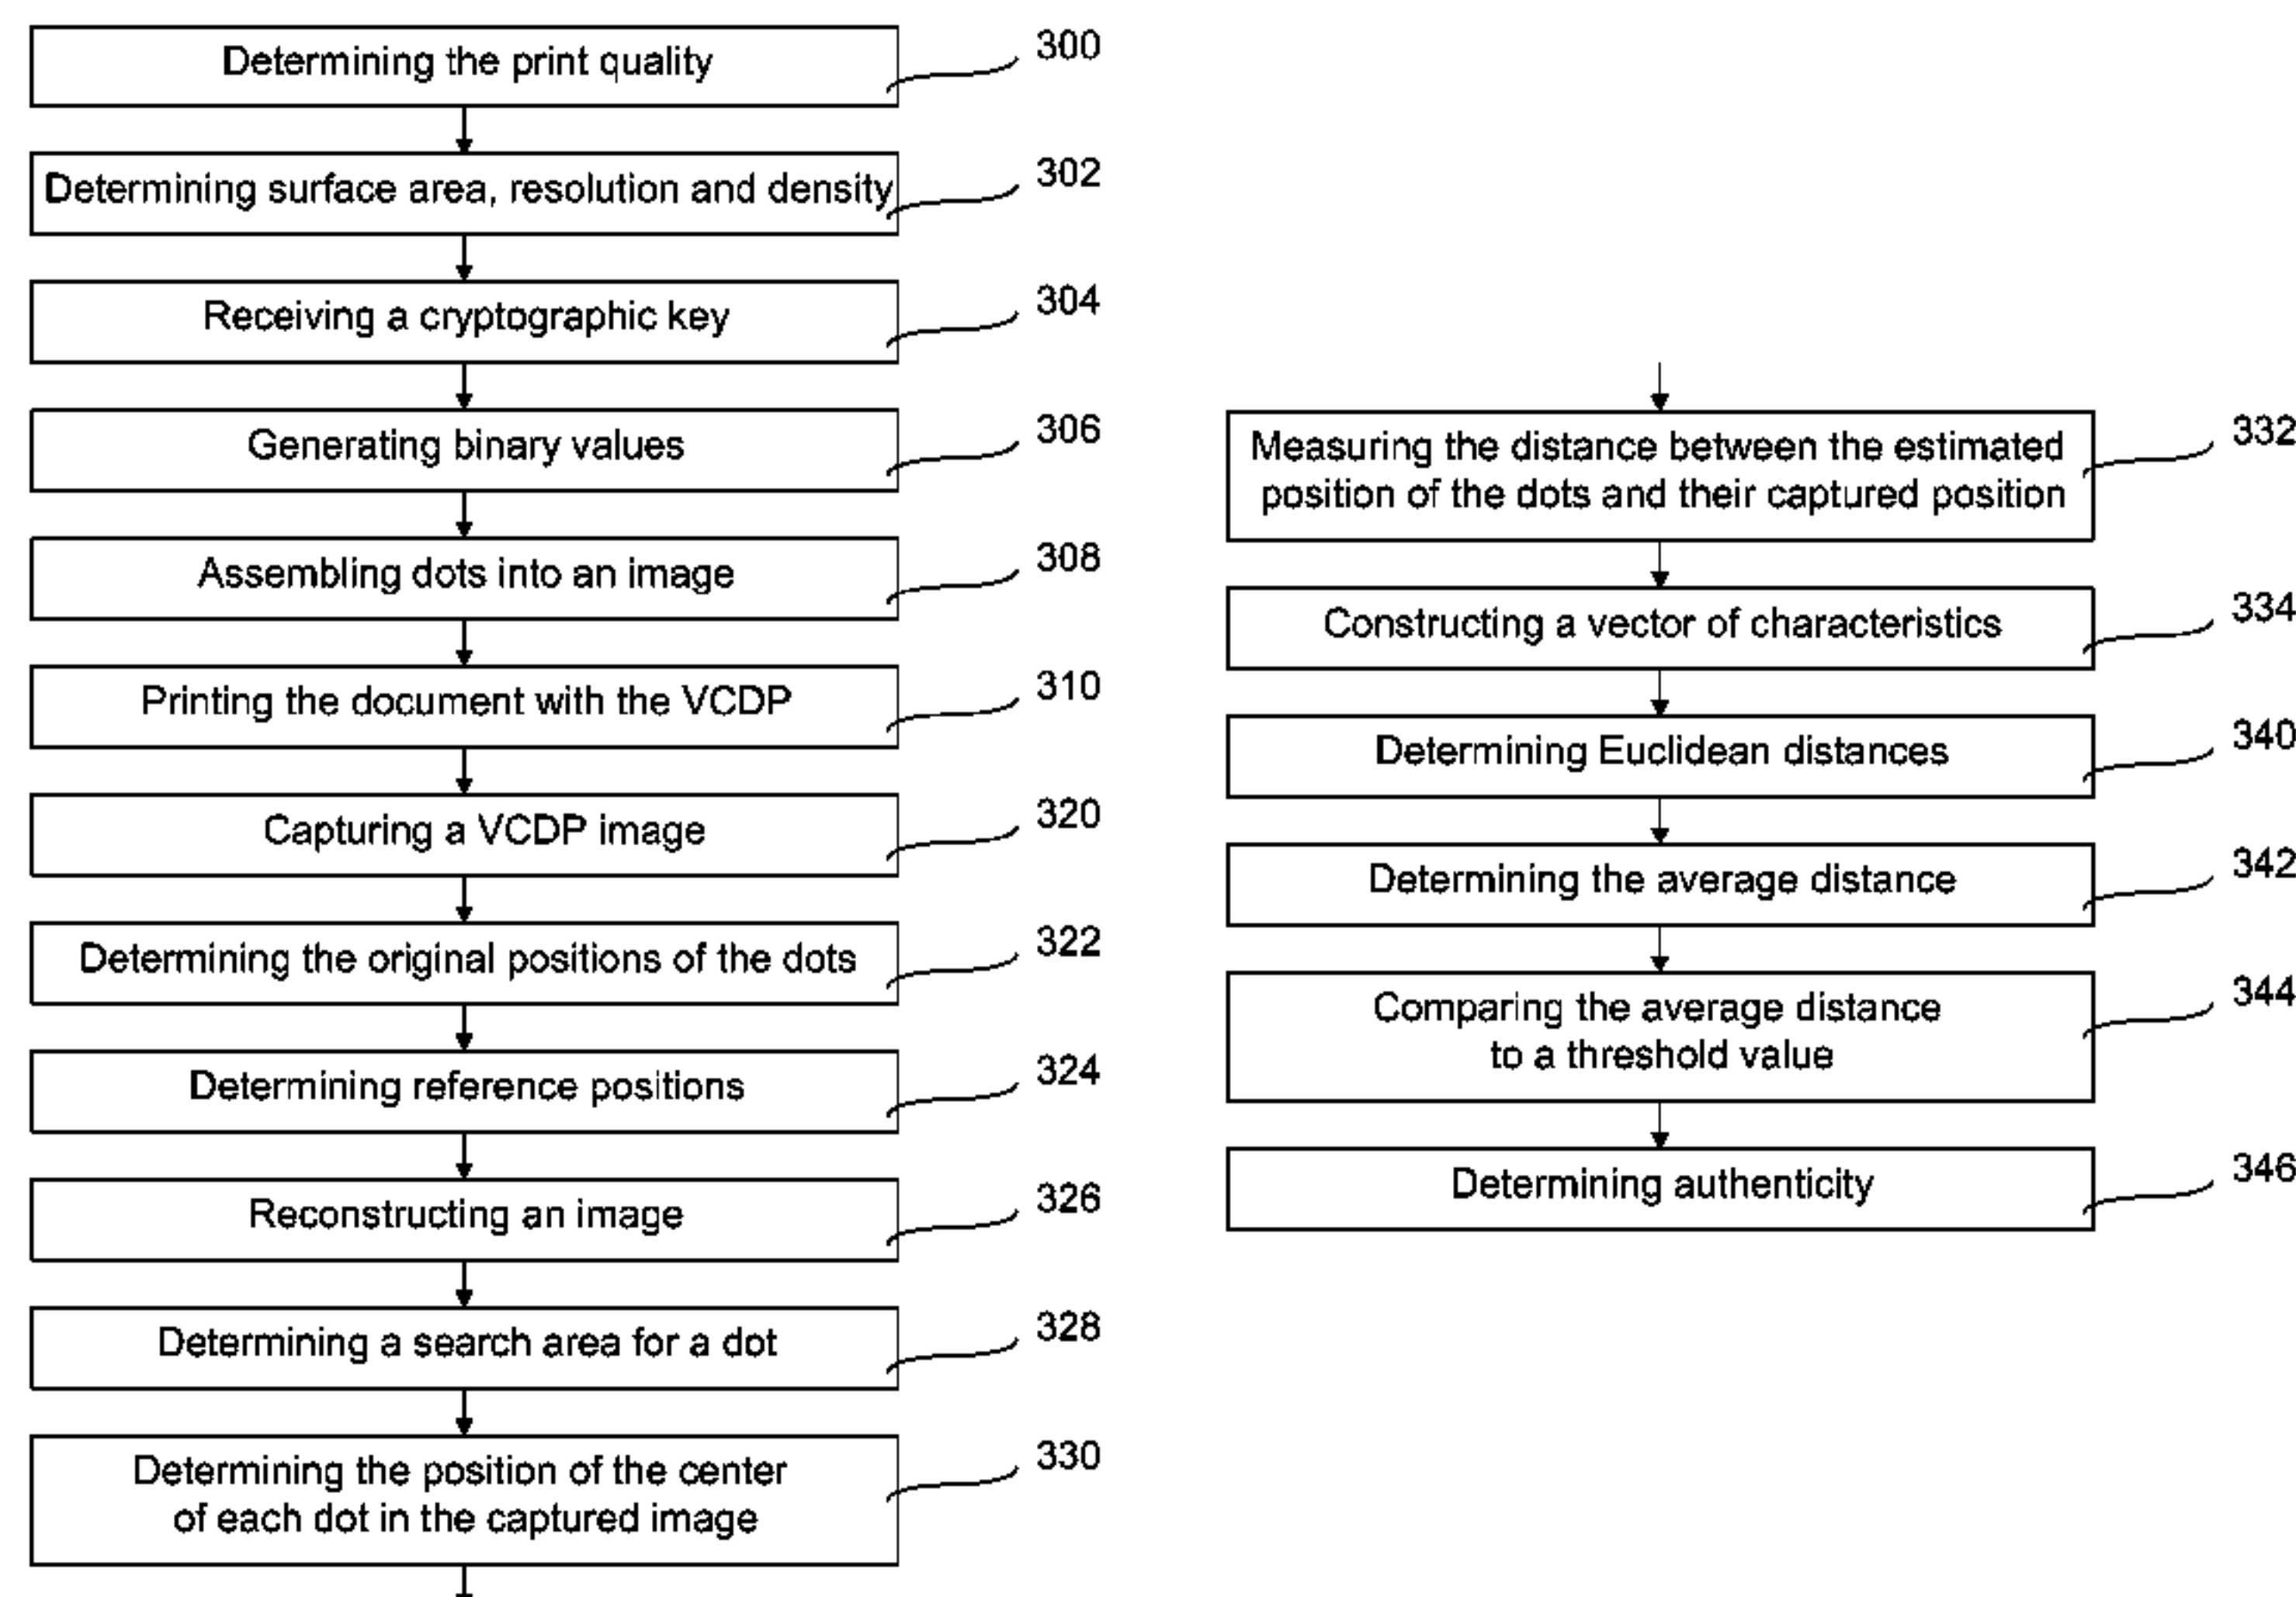 Determining the print quality
300
Determining surface area, resolution and density
302
Receiving a cryptographic key
304
Generating binary values
306
Assembling dots into an image
308
Printing the document with the VCDP
310
Capturing a VCDP image
320
Determining the original positions of the dots
322
Determining reference positions
324
Reconstructing an image
326
Determining a search area for a dot
328
Determining the position of the center
of each dot in the captured image
330
Measuring the distance between the estimated
position of the dots and their captured position
332
Constructing a vector of characteristics
334
Determining Euclidean distances
340
Determining the average distance
342
Comparing the average distance
to a threshold value
344
Determining authenticity
346